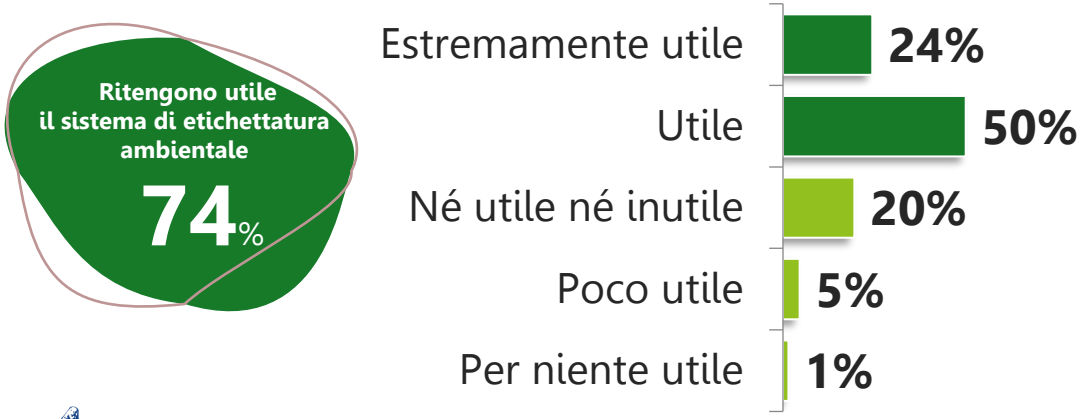 Ritengono utile
il sistema di etichettatura
ambientale
74%
Estremamente utile 24%
Utile 50%
Né utile né inutile 20%
Poco utile 5%
Per niente utile 1%